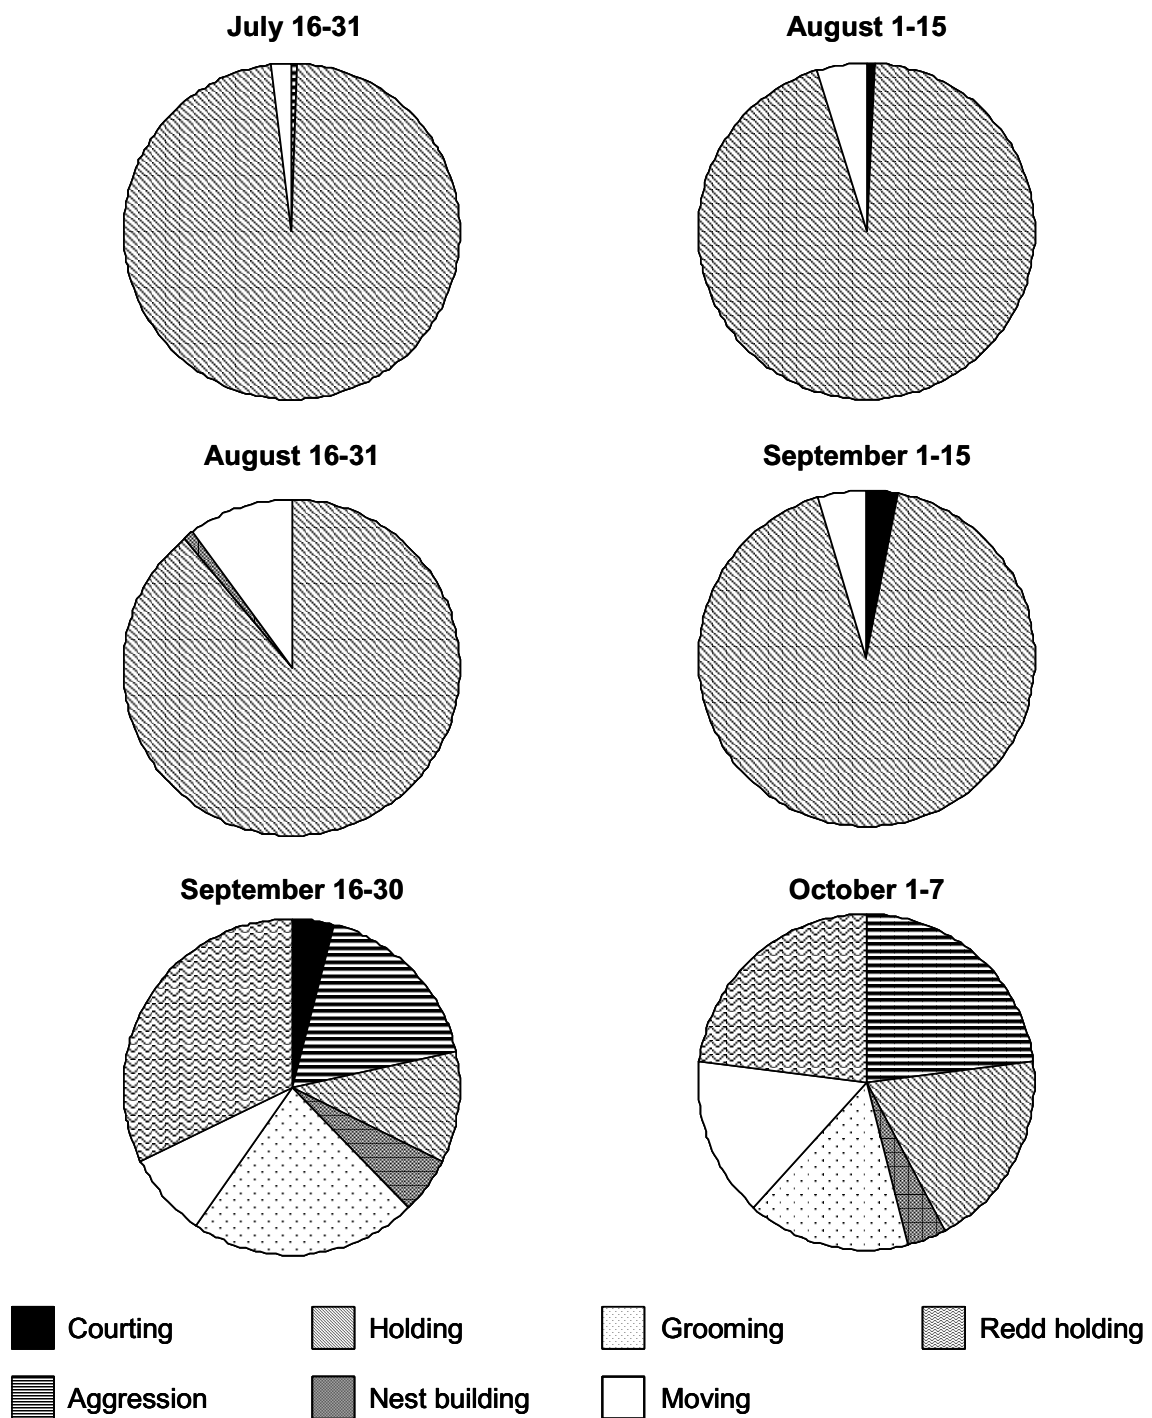 July 16-31
August 1-15
August 16-31
September 1-15
September 16-30
October 1-7
Courting
Holding
Grooming
Redd holding
Aggression
Nest building
Moving